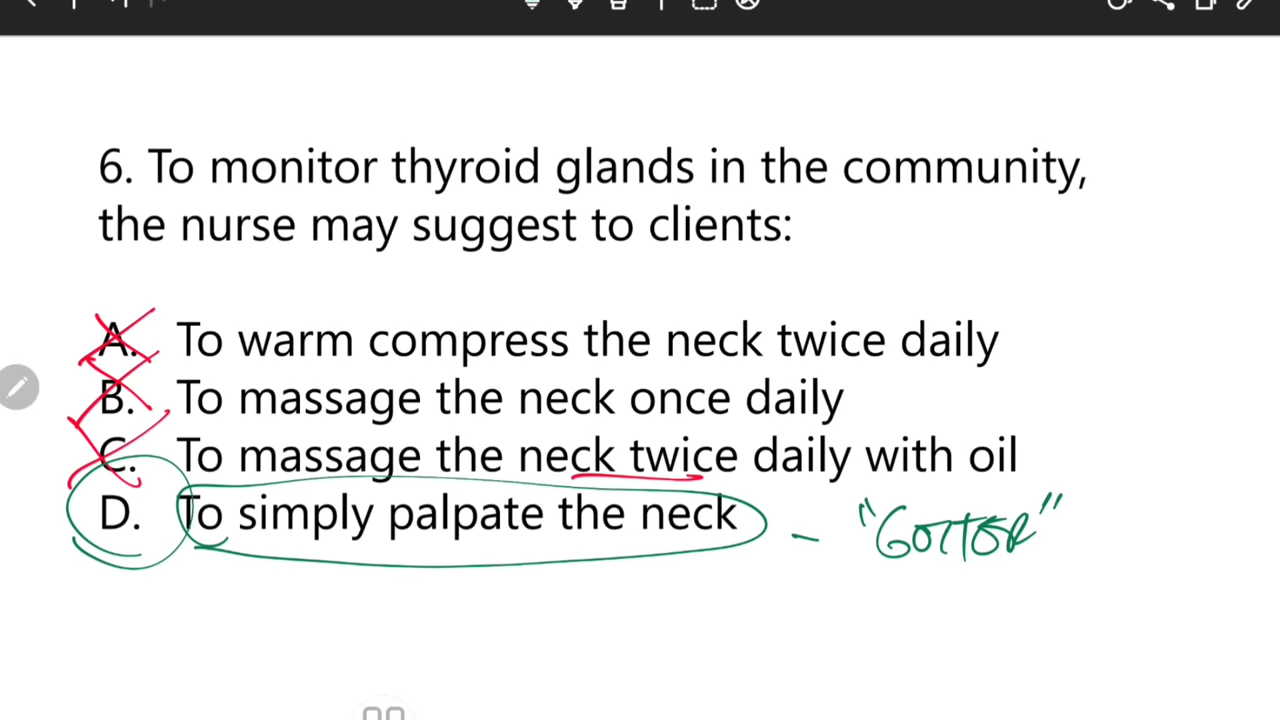 6. To monitor thyroid glands in the community,
the nurse may suggest to clients:
A. To warm compress the neck twice daily
B. To massage the neck once daily
C. To massage the neck twice daily with oil
D. To simply palpate the neck - "GOITER"